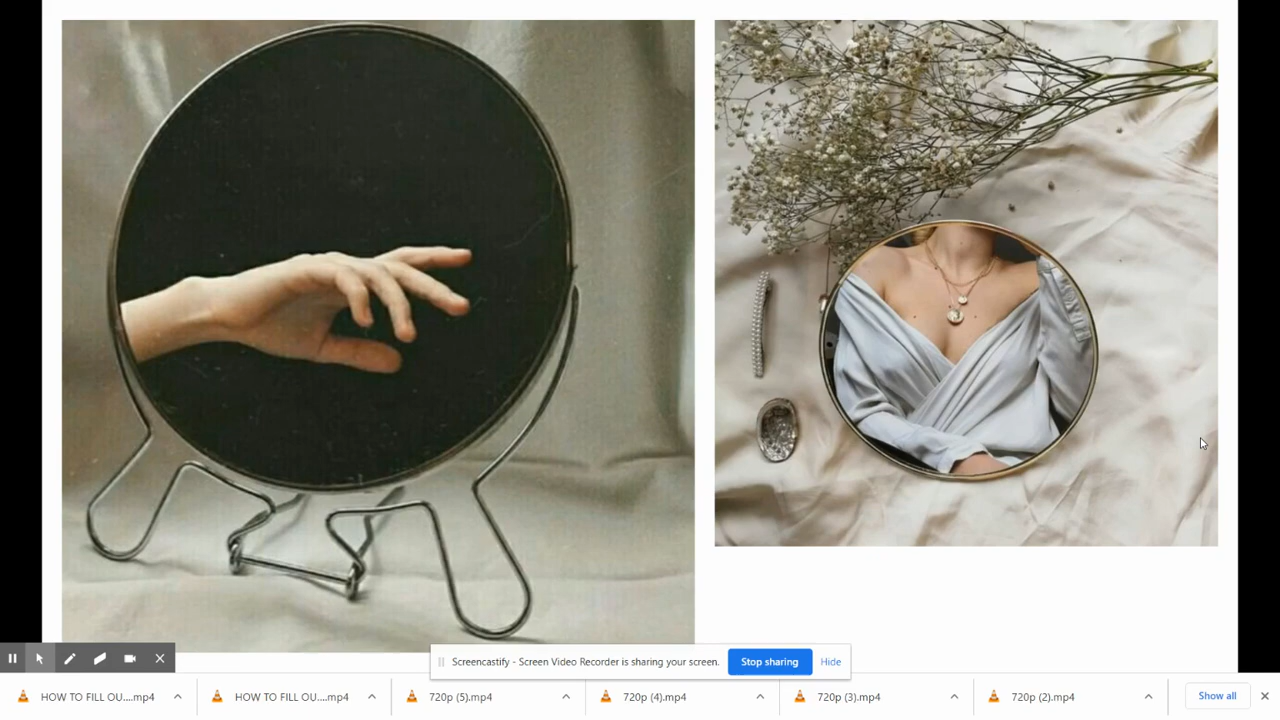 Screencastify - Screen Video Recorder is sharing your screen.
Stop sharing
Hide
HOW TO FILL OU....mp4
HOW TO FILL OU....mp4
720p (5).mp4
720p (4).mp4
720p (3).mp4
720p (2).mp4
Show all